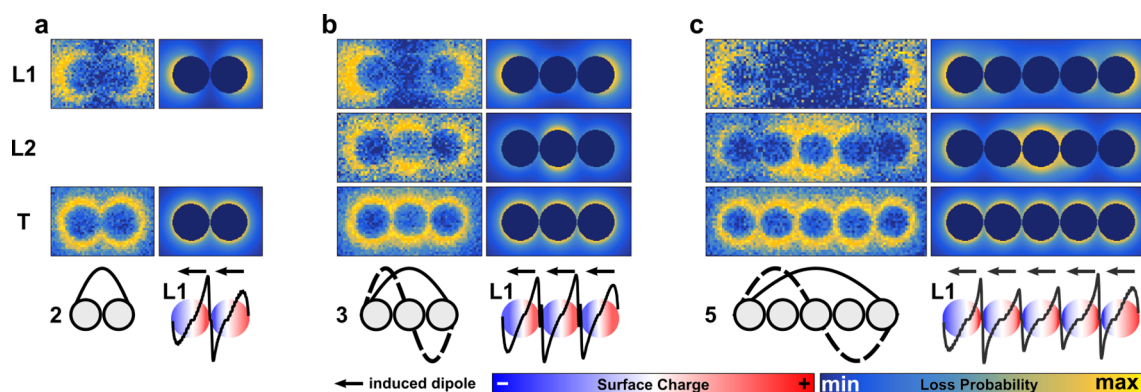 a b c
L1
L2
T
2 L1 3 L1 5 L1
induced dipole − Surface Charge + min Loss Probability max